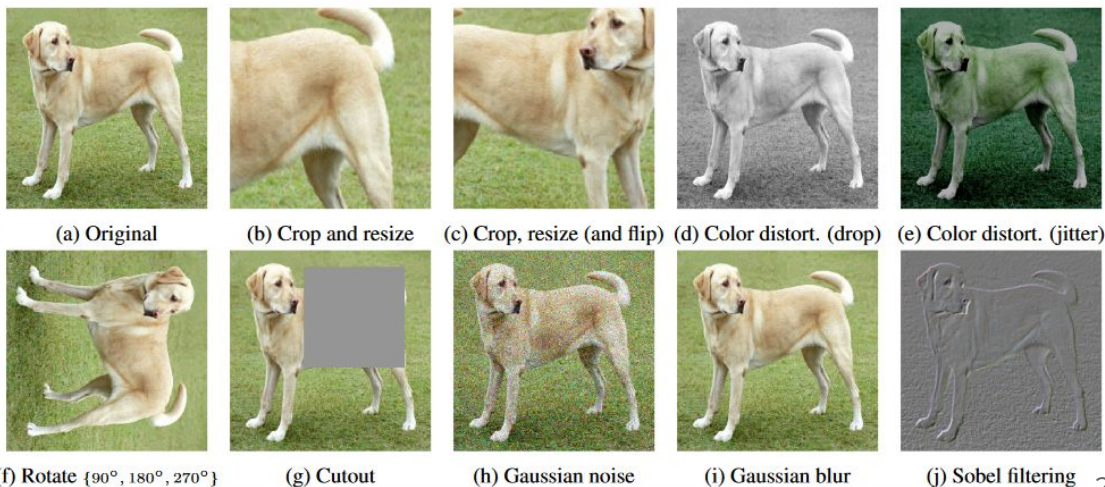 (a) Original (b) Crop and resize (c) Crop, resize (and flip) (d) Color distort. (drop) (e) Color distort. (jitter)
(f) Rotate {90°, 180°, 270°} (g) Cutout (h) Gaussian noise (i) Gaussian blur (j) Sobel filtering